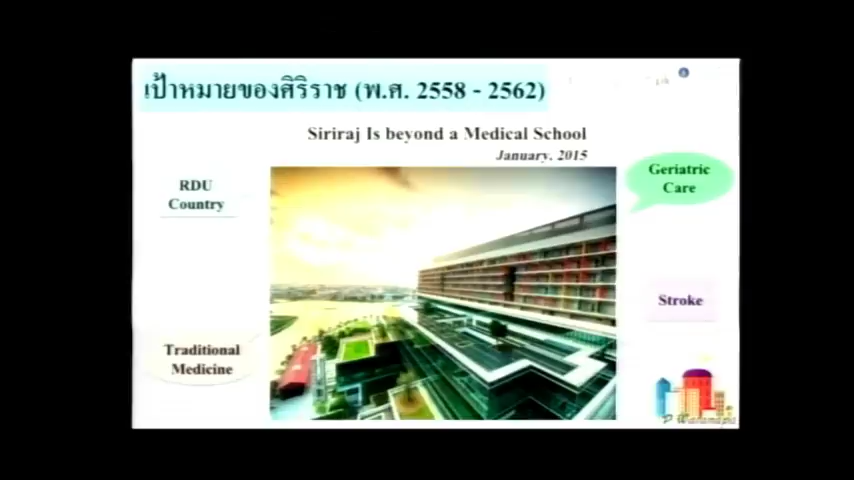 เป้าหมายของศิริราช (พ.ศ. 2558 - 2562)
Siriraj Is beyond a Medical School
January, 2015
RDU
Country
Geriatric
Care
Stroke
Traditional
Medicine